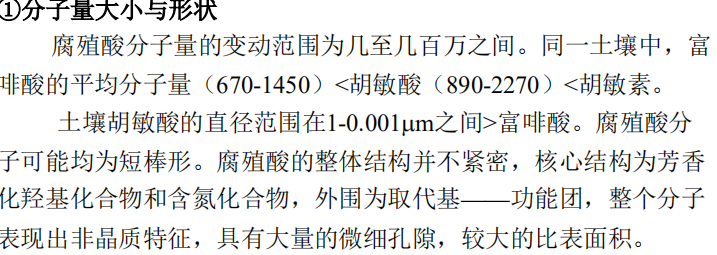 ①分子量大小与形状
腐殖酸分子量的变动范围为几至几百万之间。同一土壤中，富
啡酸的平均分子量（670-1450）<胡敏酸（890-2270）<胡敏素。
土壤胡敏酸的直径范围在1-0.001μm之间>富啡酸。腐殖酸分
子可能均为短棒形。腐殖酸的整体结构并不紧密，核心结构为芳香
化羟基化合物和含氮化合物，外围为取代基——功能团，整个分子
表现出非晶质特征，具有大量的微细孔隙，较大的比表面积。